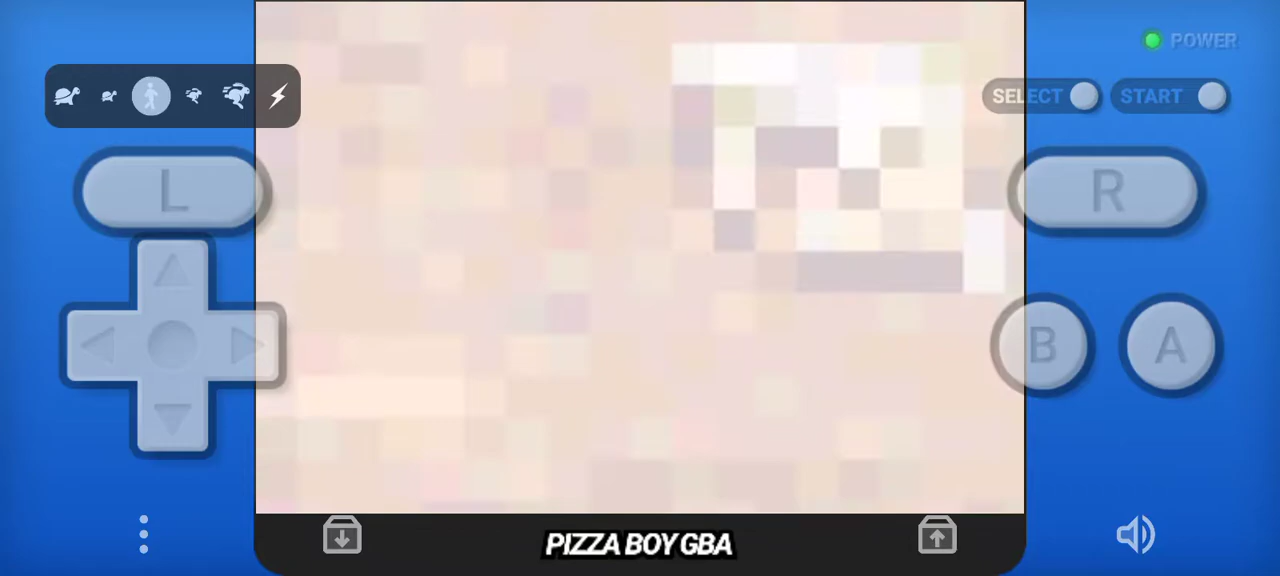 POWER
SELECT
START
L
R
B
A
PIZZA BOY GBA